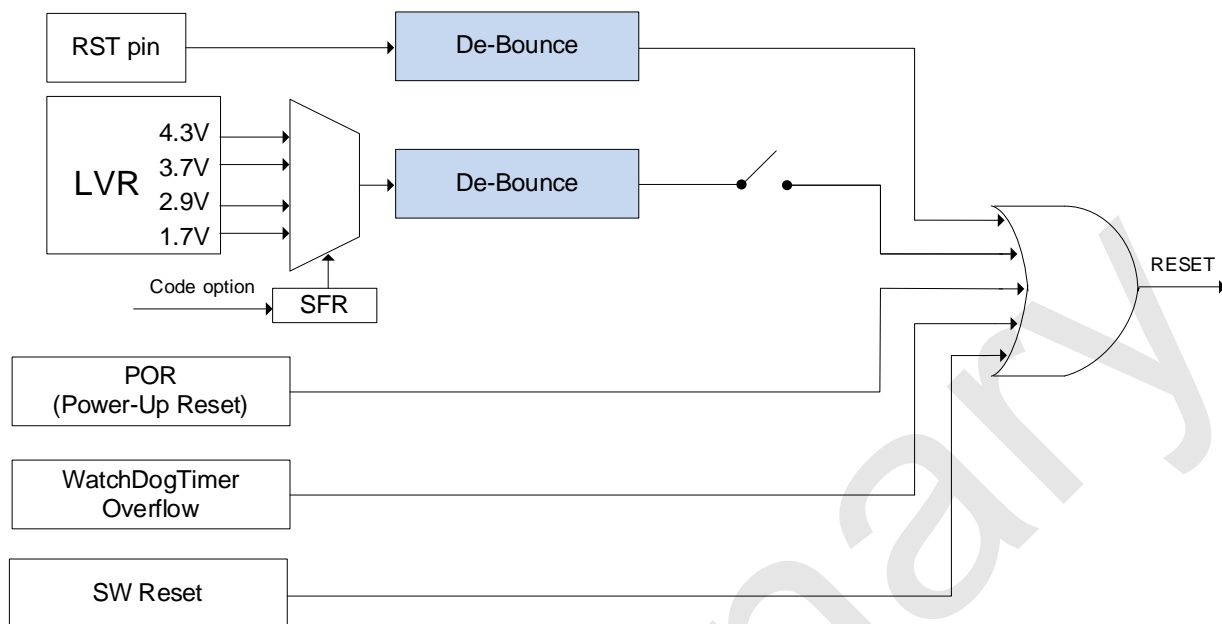 RST pin
De-Bounce
LVR
4.3V
3.7V
2.9V
1.7V
De-Bounce
Code option
SFR
RESET
POR
(Power-Up Reset)
WatchDogTimer
Overflow
SW Reset
nary